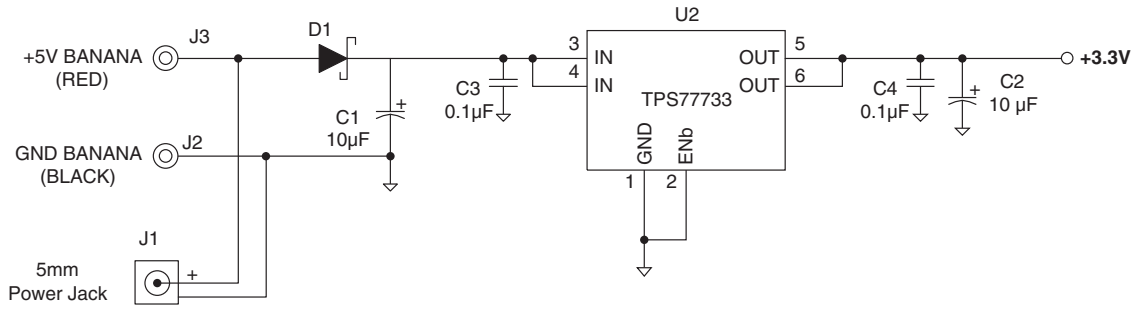 U2
J3
D1
+5V BANANA
(RED)
3
IN
4
IN
5
OUT
6
OUT
+3.3V
C3
0.1µF
TPS77733
C4
0.1µF
+
C2
10 µF
+
C1
10µF
GND BANANA
(BLACK)
J2
GND
ENb
1
2
J1
5mm
Power Jack
+